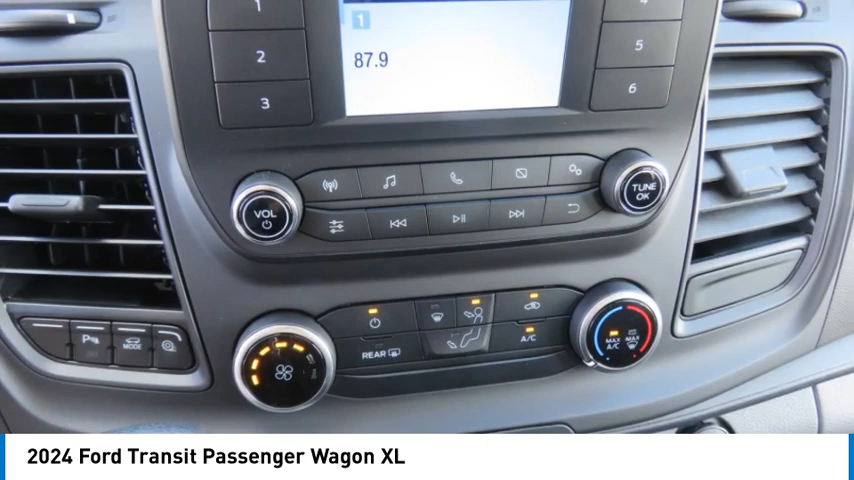 1
4
1
2
5
87.9
3
6
VOL
TUNE
OK
P
MODE
REAR
A/C
MAX
A/C
MAX
2024 Ford Transit Passenger Wagon XL